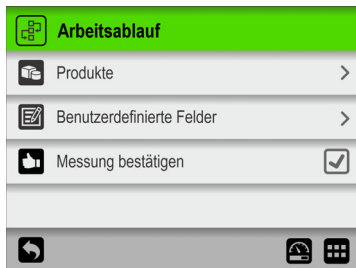 Arbeitsablauf
Produkte
Benutzerdefinierte Felder
Messung bestätigen